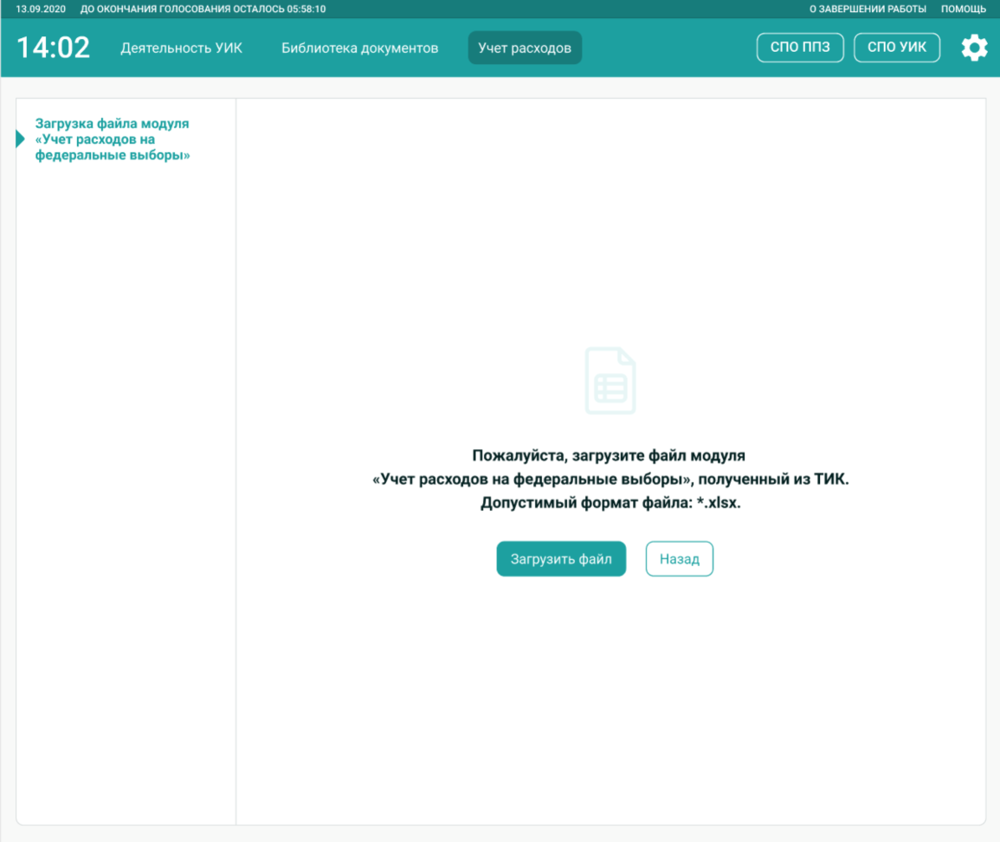 13.09.2020 ДО ОКОНЧАНИЯ ГОЛОСОВАНИЯ ОСТАЛОСЬ 05:58:10 О ЗАВЕРШЕНИИ РАБОТЫ ПОМОЩЬ
14:02 Деятельность УИК Библиотека документов Учет расходов СПО ППЗ СПО УИК
Загрузка файла модуля
«Учет расходов на
федеральные выборы»
Пожалуйста, загрузите файл модуля
«Учет расходов на федеральные выборы», полученный из ТИК.
Допустимый формат файла: *.xlsx.
Загрузить файл Назад